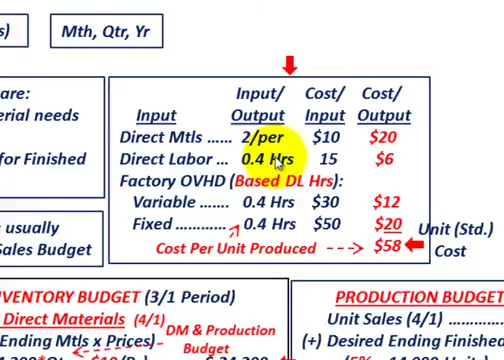 s)
Mth, Qtr, Yr
are:
erial needs
for Finished
s usually
Sales Budget
Input/ Cost/ Cost/
Input Output Input Output
Direct Mtls ...... 2/per $10 $20
Direct Labor ... 0.4 Hrs 15 $6
Factory OVHD (Based DL Hrs):
Variable ....... 0.4 Hrs $30 $12
Fixed ............ 0.4 Hrs $50 $20
Cost Per Unit Produced $58
Unit (Std.)
Cost
NVENTORY BUDGET (3/1 Period)
Direct Materials (4/1)
Ending Mtls x Prices)
DM & Production
Budget
PRODUCTION BUDGET
Unit Sales (4/1) ...............
(+) Desired Ending Finished